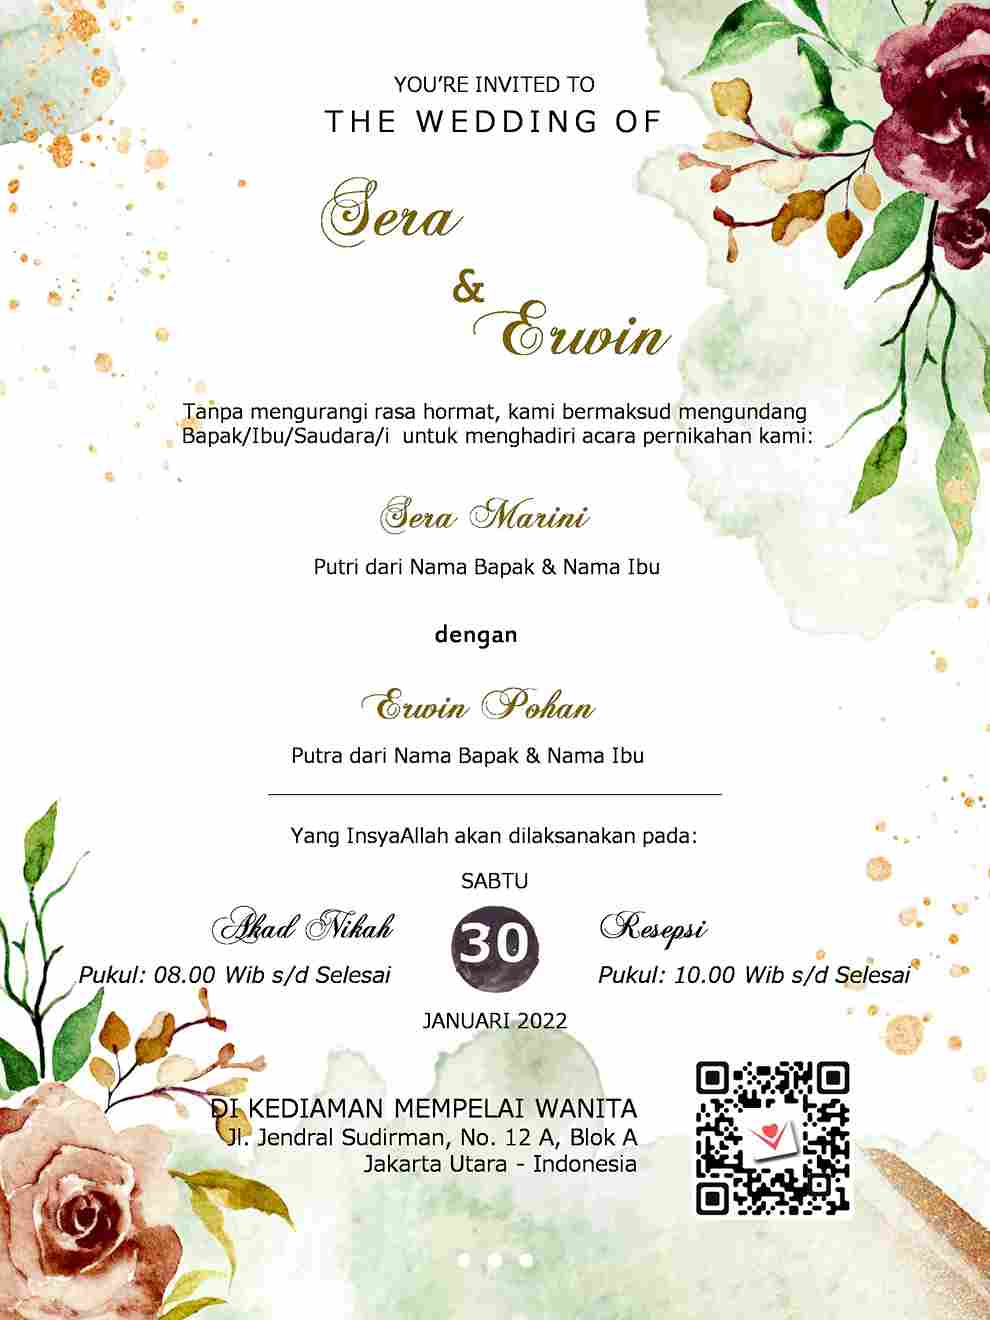 YOU’RE INVITED TO
THE WEDDING OF
Sera
&
Erwin
Tanpa mengurangi rasa hormat, kami bermaksud mengundang
Bapak/Ibu/Saudara/i untuk menghadiri acara pernikahan kami:
Sera Marini
Putri dari Nama Bapak & Nama Ibu
dengan
Erwin Pohan
Putra dari Nama Bapak & Nama Ibu
Yang InsyaAllah akan dilaksanakan pada:
SABTU
Akad Nikah
Pukul: 08.00 Wib s/d Selesai
30
Resepsi
Pukul: 10.00 Wib s/d Selesai
JANUARI 2022
DI KEDIAMAN MEMPELAI WANITA
Jl. Jendral Sudirman, No. 12 A, Blok A
Jakarta Utara - Indonesia